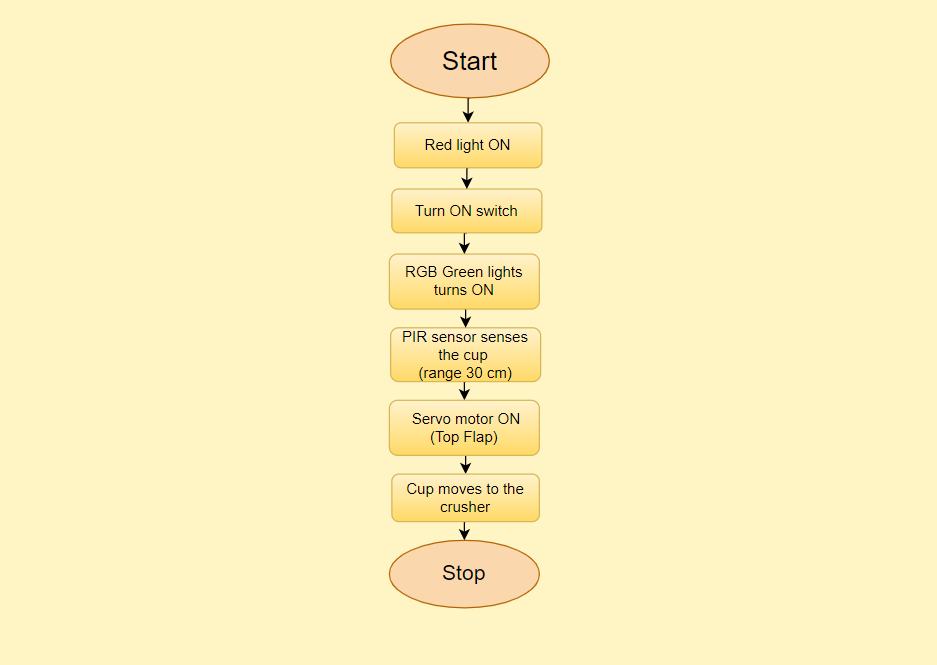 Start
Red light ON
Turn ON switch
RGB Green lights
turns ON
PIR sensor senses
the cup
(range 30 cm)
Servo motor ON
(Top Flap)
Cup moves to the
crusher
Stop